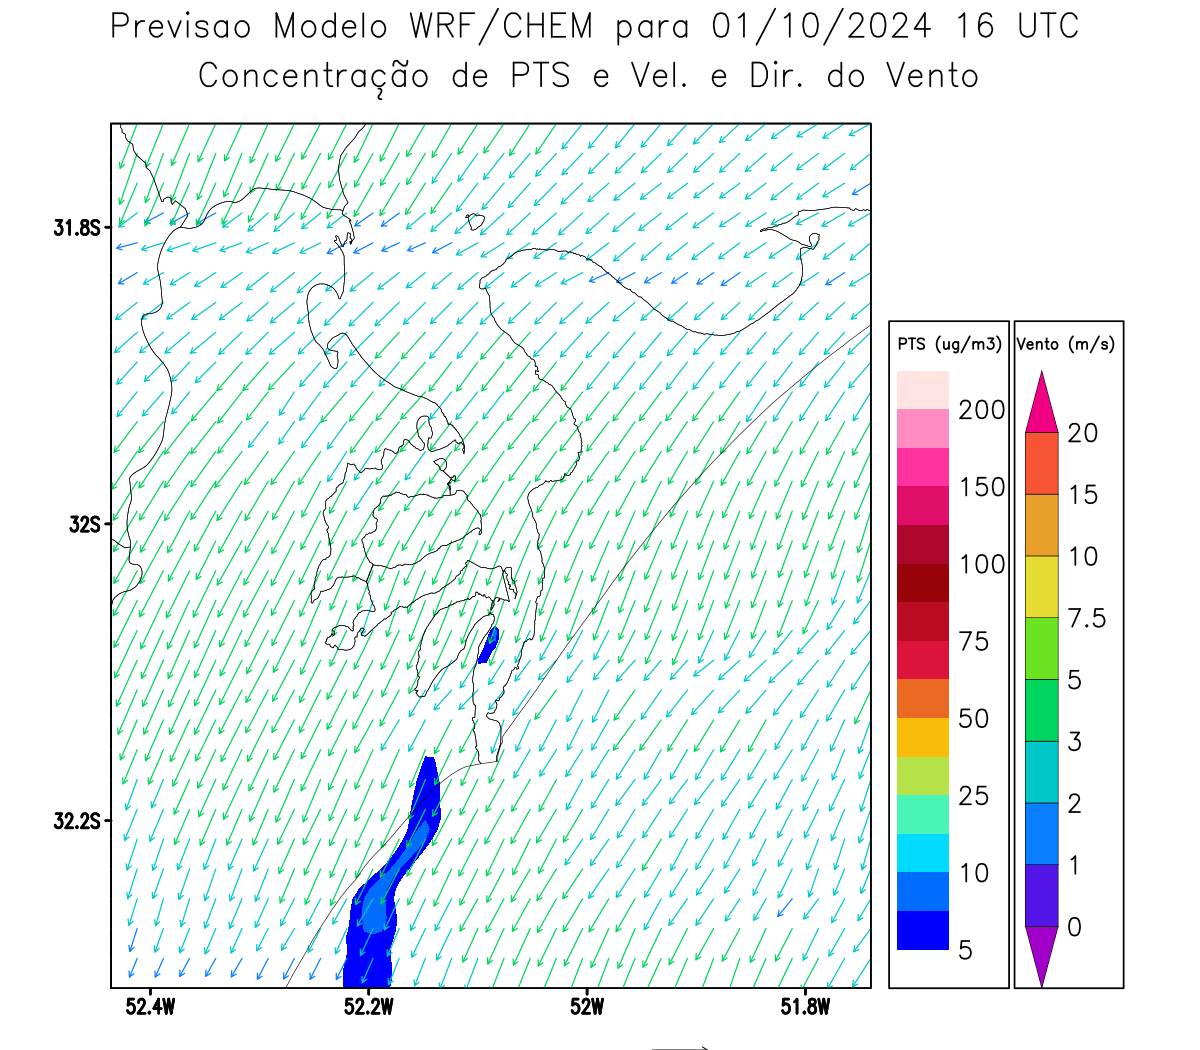 Previsao Modelo WRF/CHEM para 01/10/2024 16 UTC
Concentração de PTS e Vel. e Dir. do Vento
31.8S
32S
32.2S
52.4W 52.2W 52W 51.8W
PTS (ug/m3)
200
150
100
75
50
25
10
5
Vento (m/s)
20
15
10
7.5
5
3
2
1
0